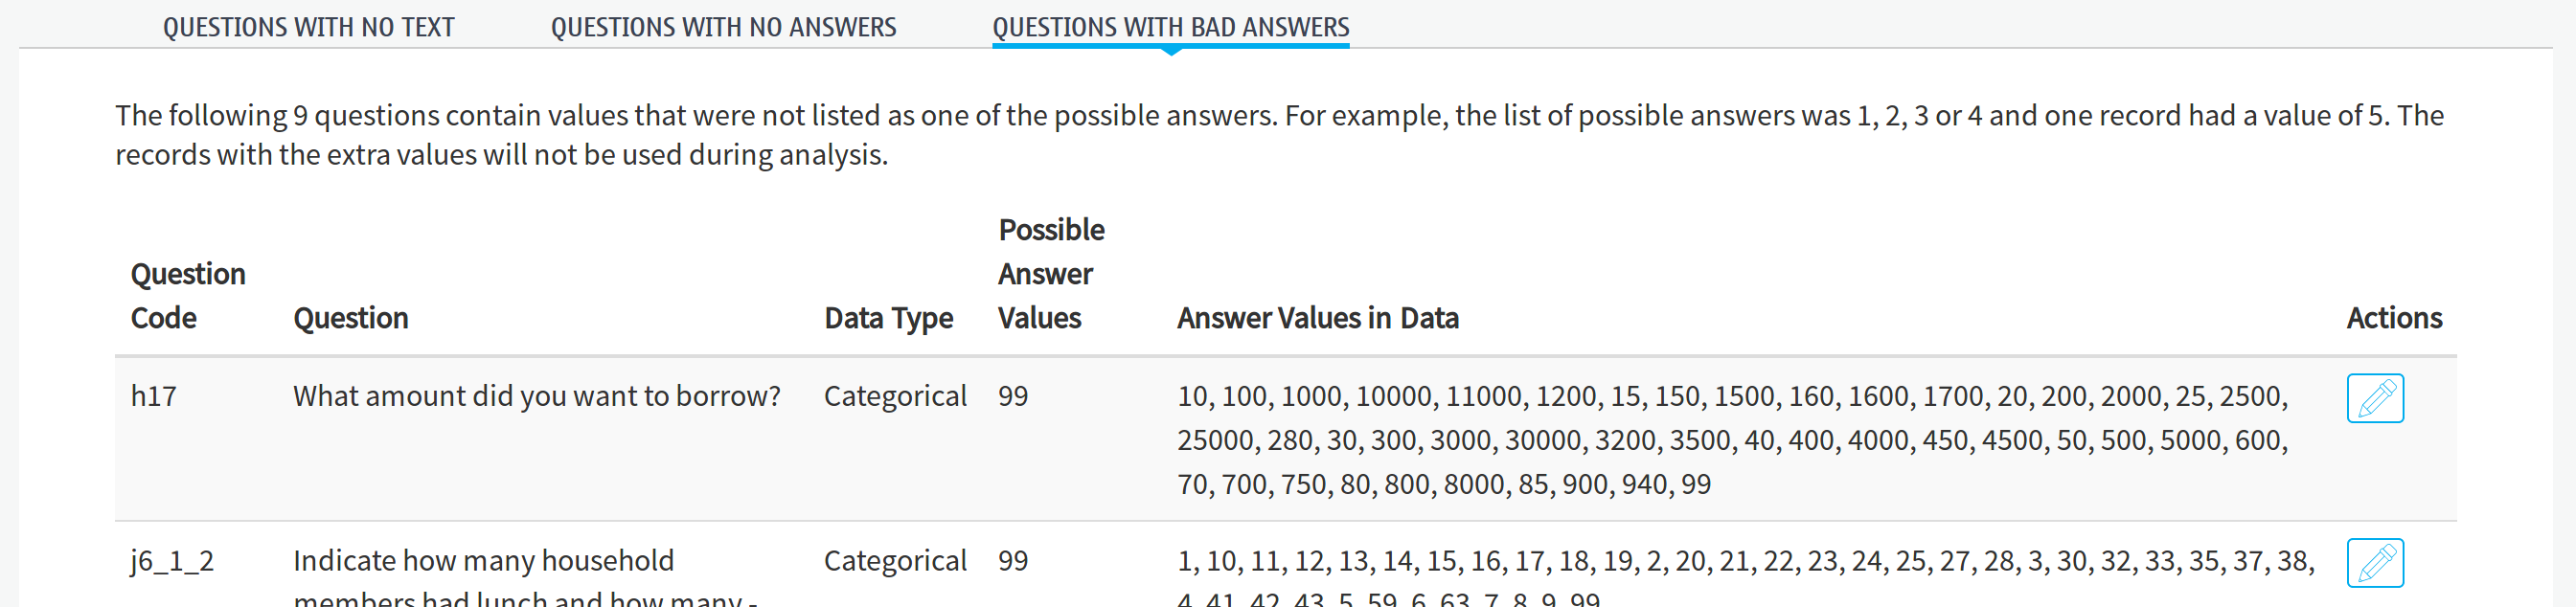 QUESTIONS WITH NO TEXT
QUESTIONS WITH NO ANSWERS
QUESTIONS WITH BAD ANSWERS
The following 9 questions contain values that were not listed as one of the possible answers. For example, the list of possible answers was 1, 2, 3 or 4 and one record had a value of 5. The
records with the extra values will not be used during analysis.
Question
Code
Question
Data Type
Possible
Answer
Values
Answer Values in Data
Actions
h17
What amount did you want to borrow?
Categorical
99
10, 100, 1000, 10000, 11000, 1200, 15, 150, 1500, 160, 1600, 1700, 20, 200, 2000, 25, 2500,
25000, 280, 30, 300, 3000, 30000, 3200, 3500, 40, 400, 4000, 450, 4500, 50, 500, 5000, 600,
70, 700, 750, 80, 800, 8000, 85, 900, 940, 99
j6_1_2
Indicate how many household
members had lunch and how many -
Categorical
99
1, 10, 11, 12, 13, 14, 15, 16, 17, 18, 19, 2, 20, 21, 22, 23, 24, 25, 27, 28, 3, 30, 32, 33, 35, 37, 38,
4, 41, 42, 43, 5, 59, 6, 63, 7, 8, 9, 99